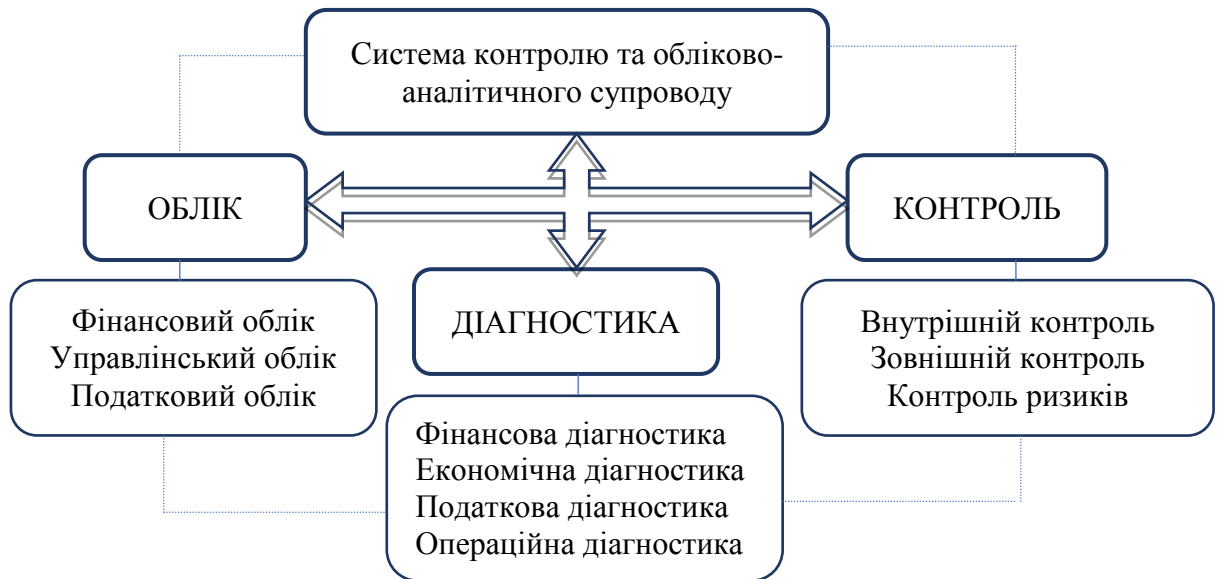 Система контролю та обліково-
аналітичного супроводу
ОБЛІК
КОНТРОЛЬ
ДІАГНОСТИКА
Фінансовий облік
Управлінський облік
Податковий облік
Внутрішній контроль
Зовнішній контроль
Контроль ризиків
Фінансова діагностика
Економічна діагностика
Податкова діагностика
Операційна діагностика